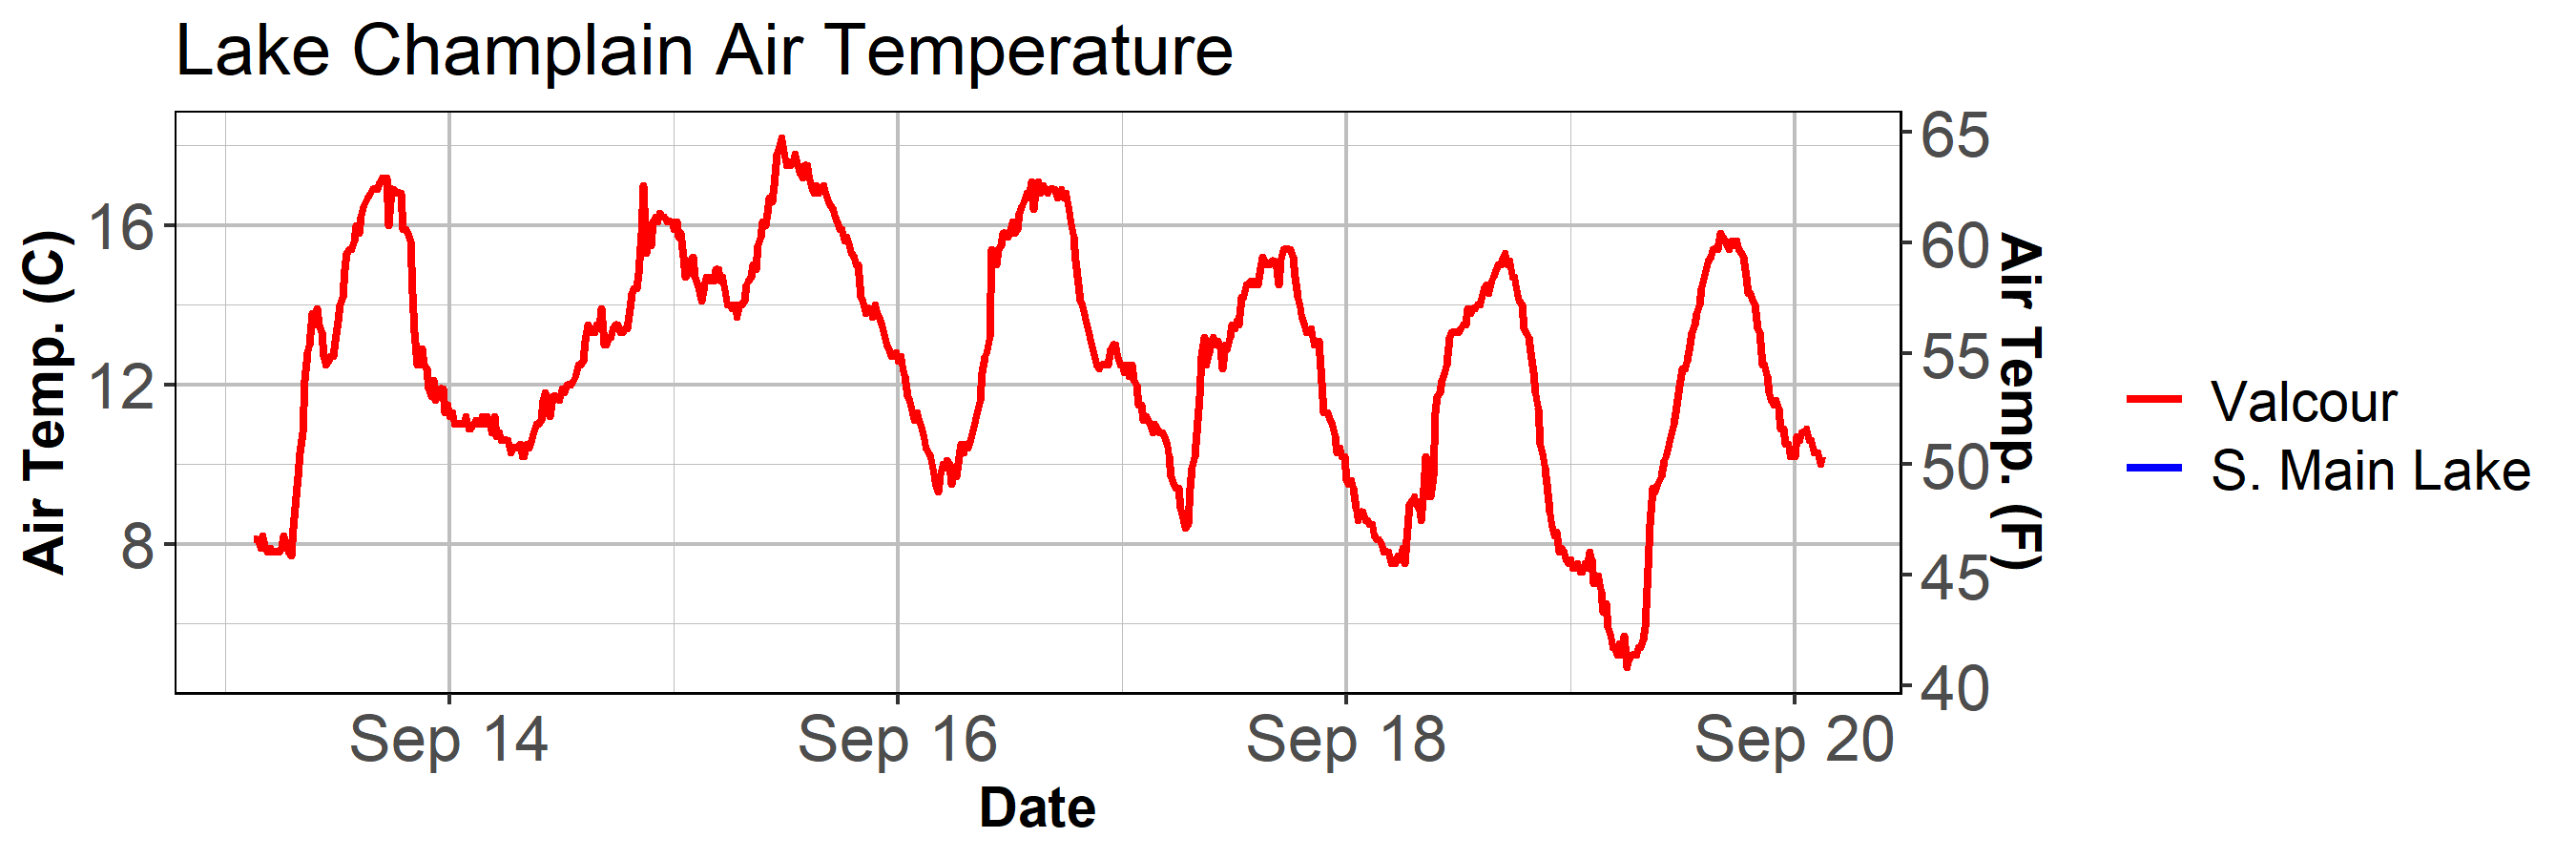 Lake Champlain Air Temperature
Air Temp. (C)
16
12
8
65
60
55
50
45
40
Air Temp. (F)
Sep 14
Sep 16
Sep 18
Sep 20
Date
Valcour
S. Main Lake